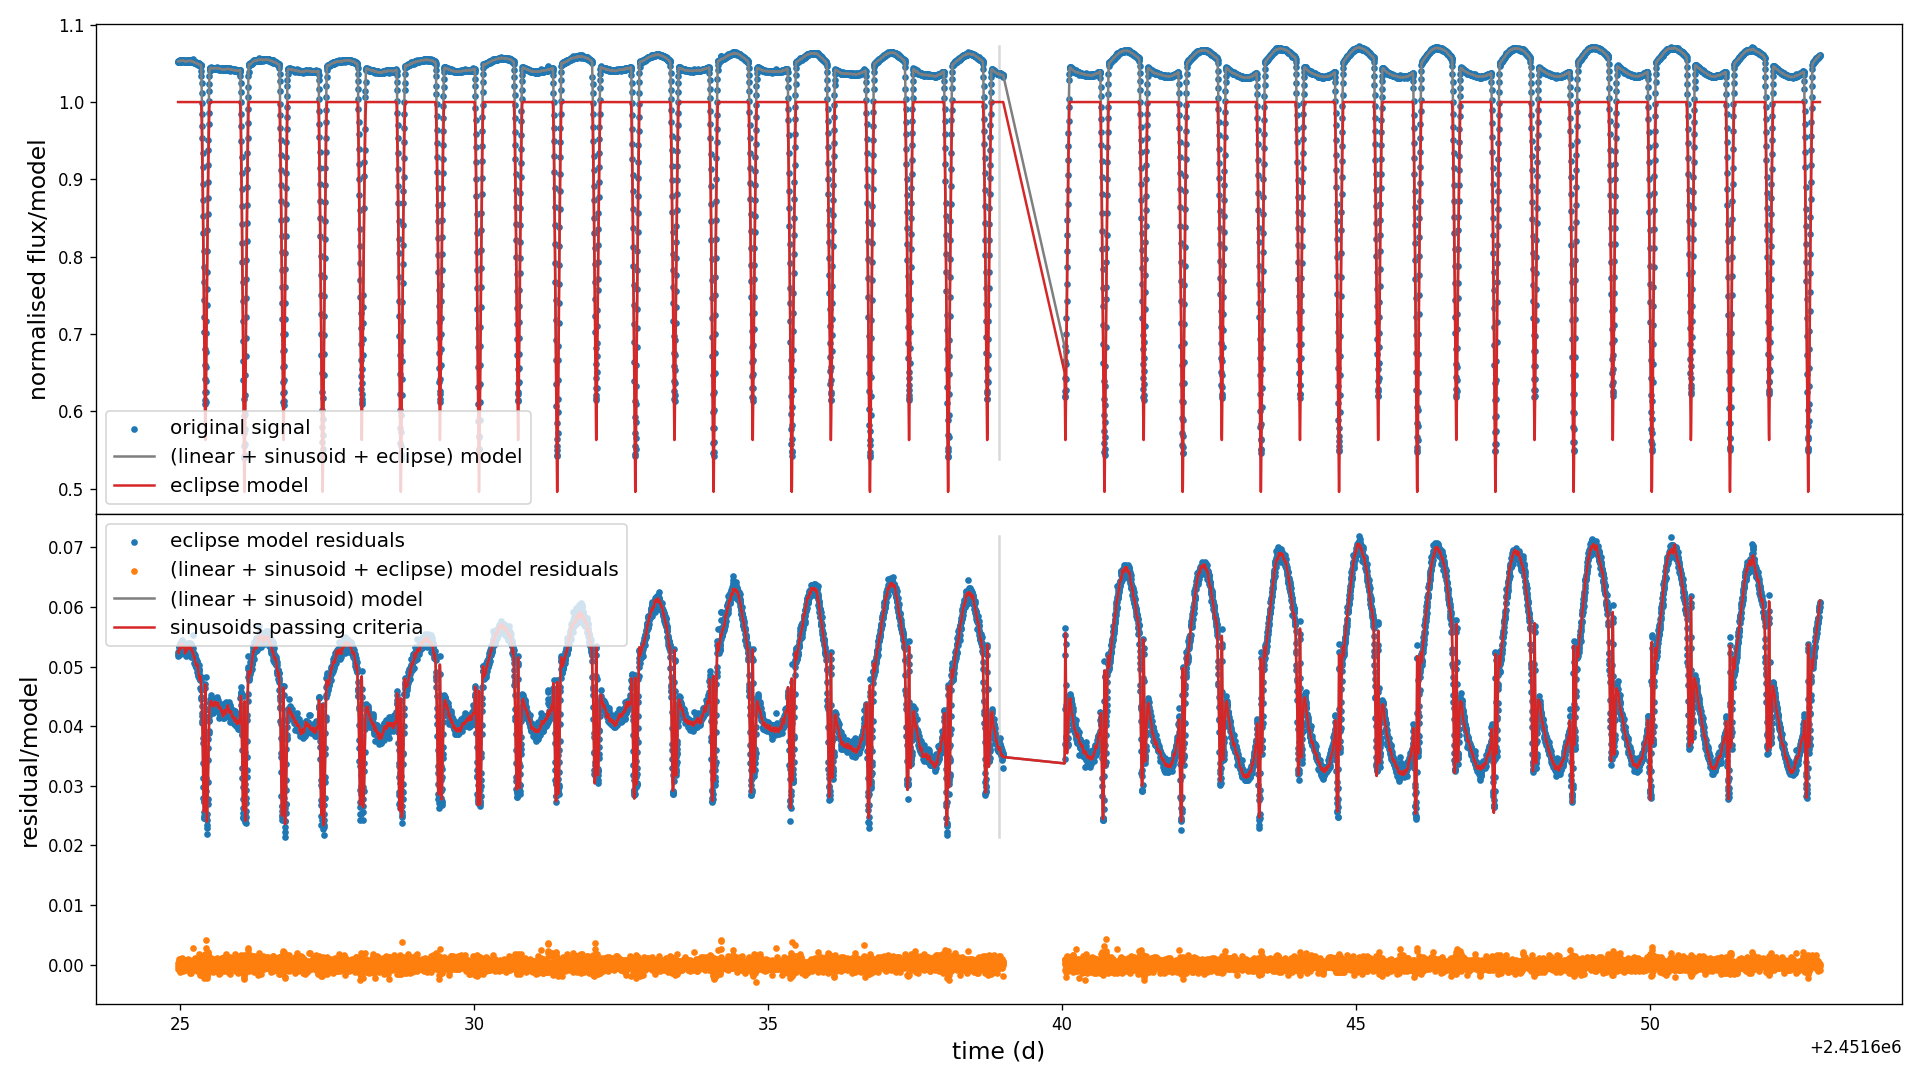 1.1
1.0
0.9
0.8
0.7
0.6
0.5
normalised flux/model
original signal
(linear + sinusoid + eclipse) model
eclipse model
0.07
0.06
0.05
0.04
0.03
0.02
0.01
0.00
residual/model
eclipse model residuals
(linear + sinusoid + eclipse) model residuals
(linear + sinusoid) model
sinusoids passing criteria
25 30 35 40 45 50
time (d)
+2.4516e6